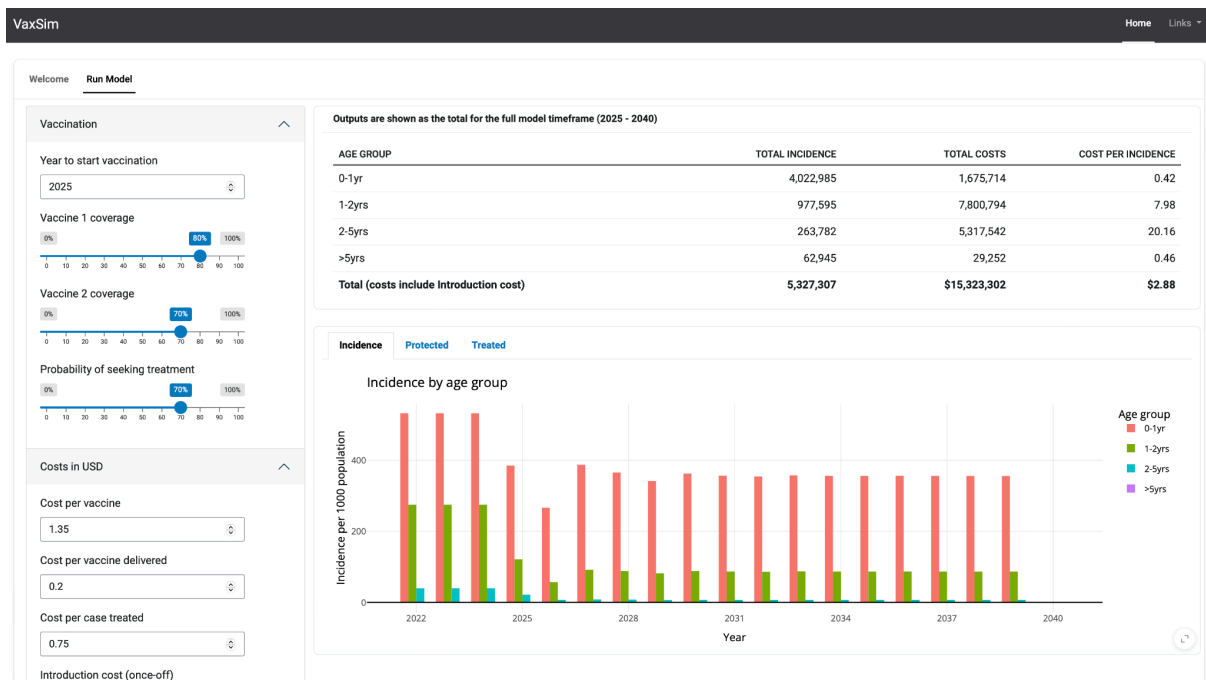 VaxSim
Home Links
Welcome Run Model
Vaccination
Year to start vaccination
2025
Vaccine 1 coverage
0% 80% 100%
0 10 20 30 40 50 60 70 80 90 100
Vaccine 2 coverage
0% 70% 100%
0 10 20 30 40 50 60 70 80 90 100
Probability of seeking treatment
0% 70% 100%
0 10 20 30 40 50 60 70 80 90 100
Costs in USD
Cost per vaccine
1.35
Cost per vaccine delivered
0.2
Cost per case treated
0.75
Introduction cost (once-off)
Outputs are shown as the total for the full model timeframe (2025 - 2040)
AGE GROUP TOTAL INCIDENCE TOTAL COSTS COST PER INCIDENCE
0-1yr 4,022,985 1,675,714 0.42
1-2yrs 977,595 7,800,794 7.98
2-5yrs 263,782 5,317,542 20.16
>5yrs 62,945 29,252 0.46
Total (costs include Introduction cost) 5,327,307 $15,323,302 $2.88
Incidence Protected Treated
Incidence by age group
Incidence per 1000 population
400
200
0
2022 2025 2028 2031 2034 2037 2040
Year
Age group
0-1yr
1-2yrs
2-5yrs
>5yrs